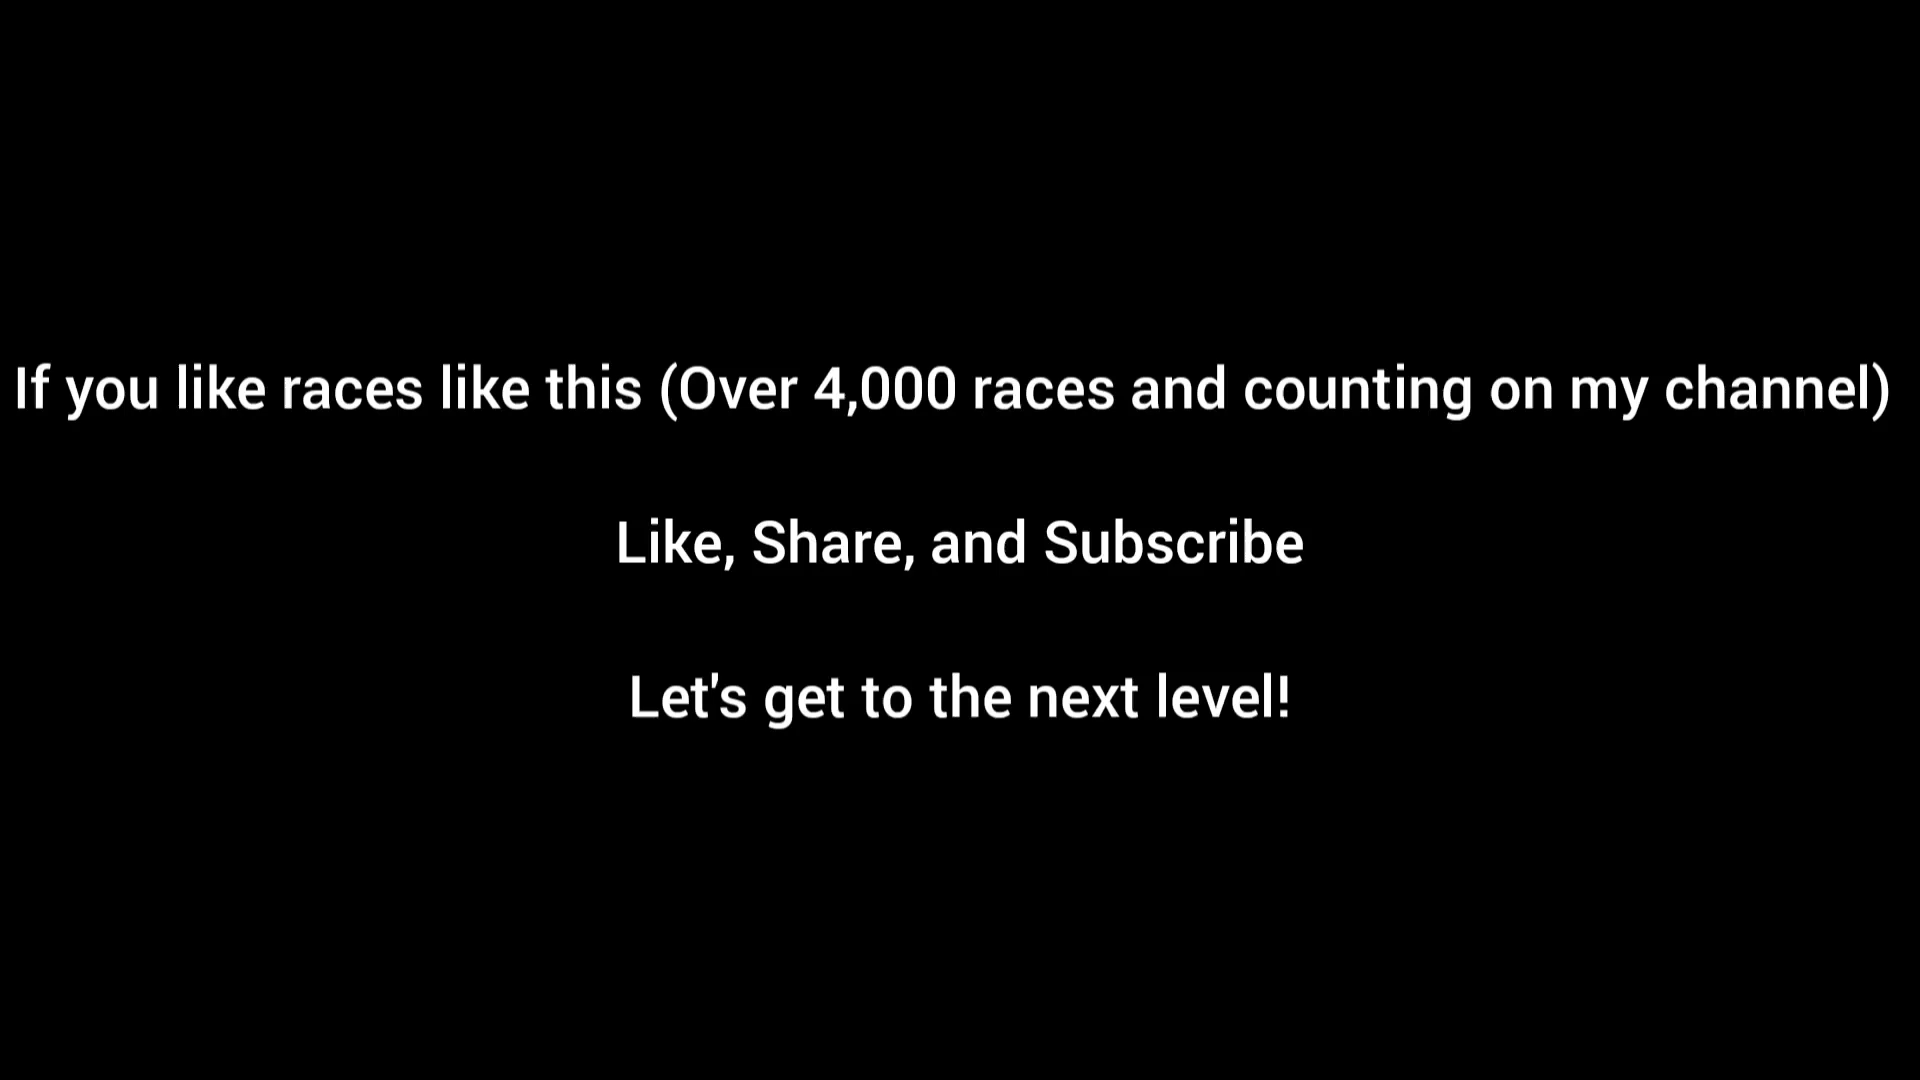 If you like races like this (Over 4,000 races and counting on my channel)
Like, Share, and Subscribe
Let's get to the next level!